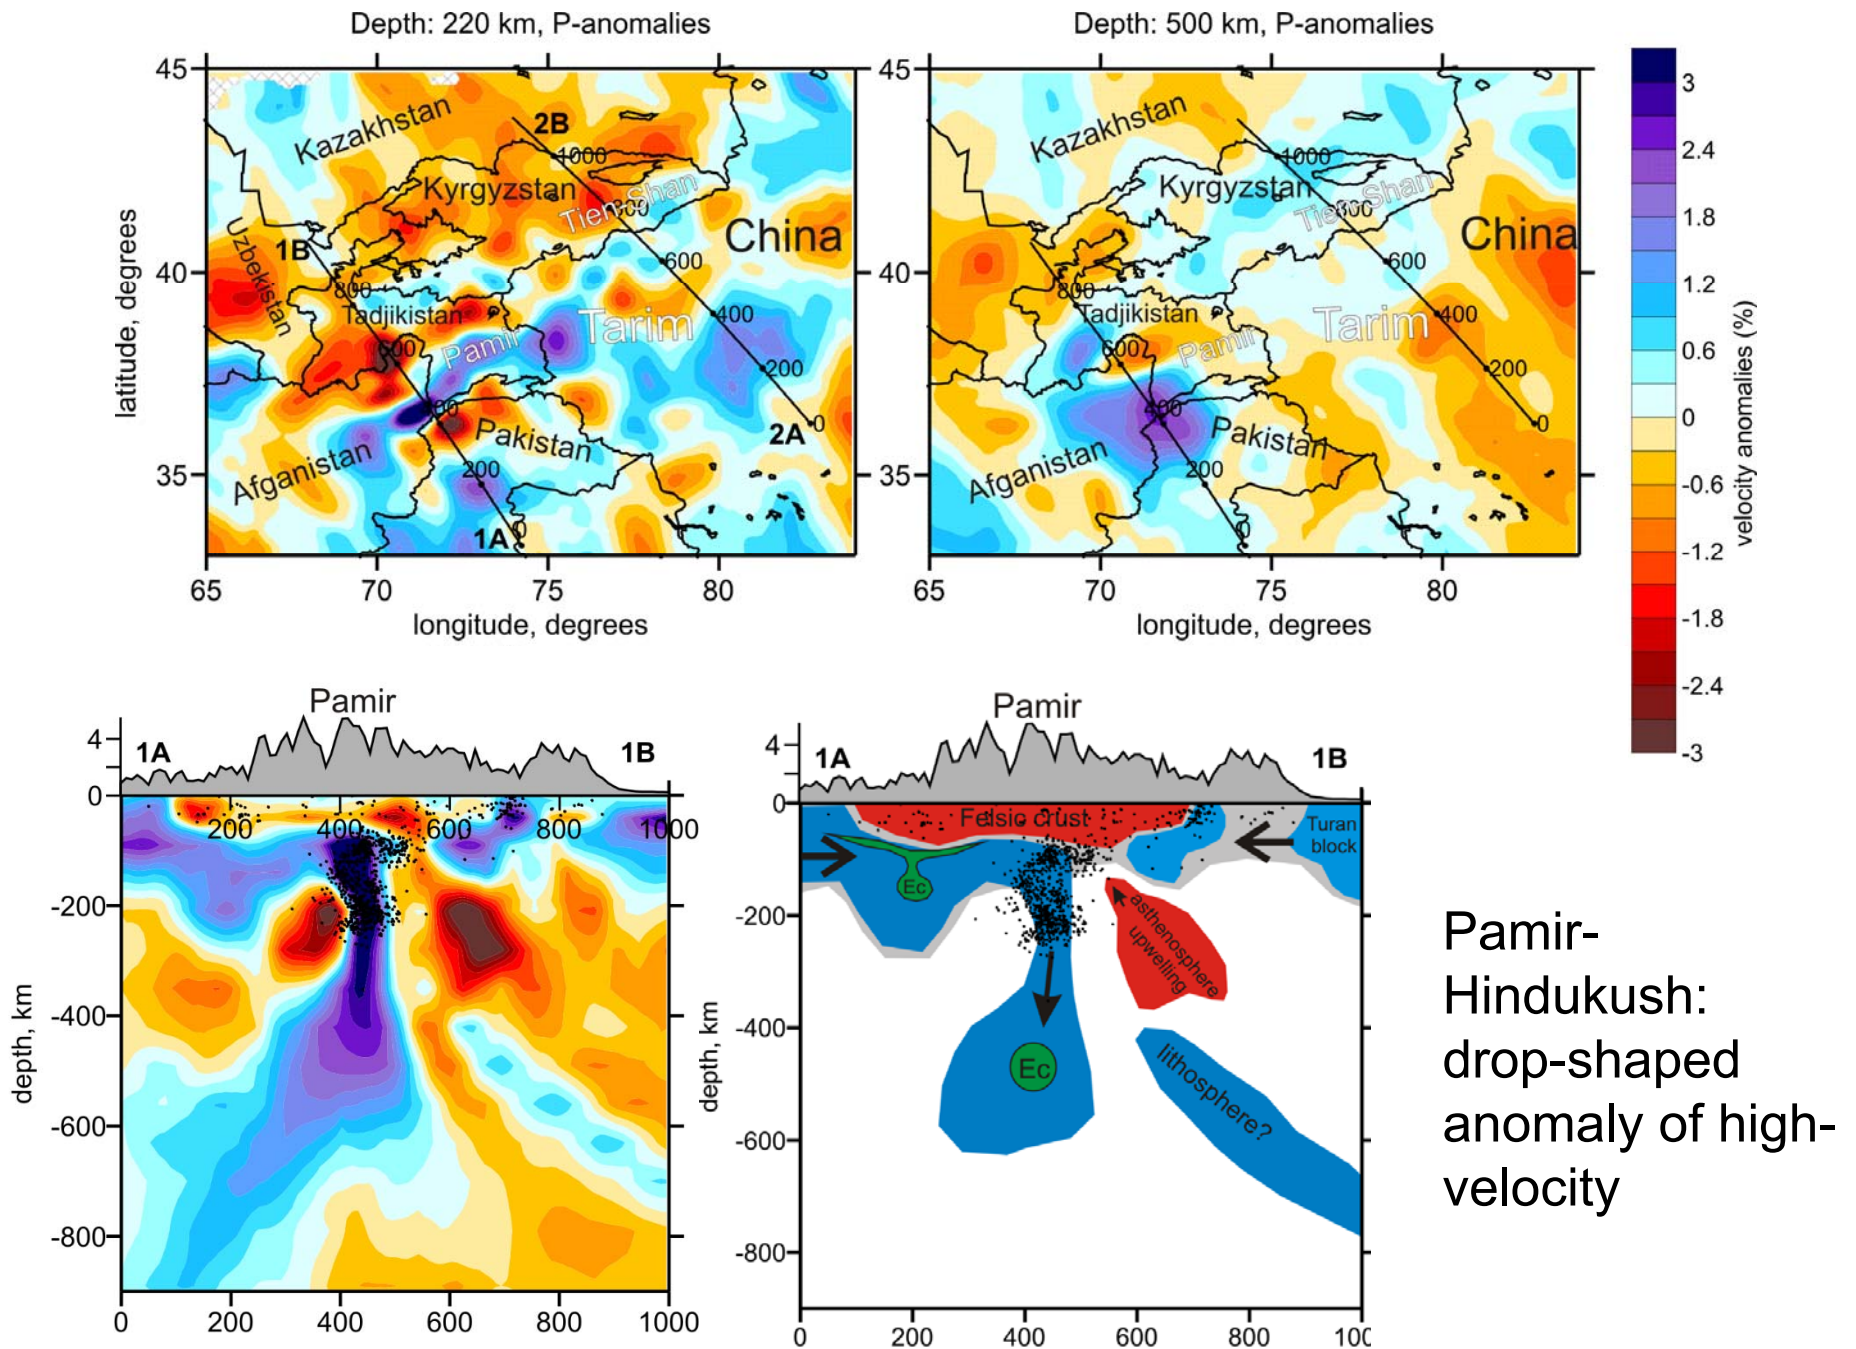 Depth: 220 km, P-anomalies
45
40
35
65
70
75
80
latitude, degrees
longitude, degrees
Kazakhstan
2B
1000
Kyrgyzstan
Tien-Shan
800
China
Uzbekistan
1B
800
600
Tadjikistan
400
Tarim
600
Pamir
200
400
0
2A
Pakistan
Afganistan
200
1A
0
Depth: 500 km, P-anomalies
45
40
35
65
70
75
80
longitude, degrees
Kazakhstan
1000
Kyrgyzstan
Tien-Shan
800
China
600
800
Tadjikistan
400
Tarim
600
Pamir
200
400
0
Pakistan
Afganistan
200
0
3
2.4
1.8
1.2
0.6
0
-0.6
-1.2
-1.8
-2.4
-3
velocity anomalies (%)
Pamir
4
1A
1B
0
200
400
600
800
1000
-200
-400
-600
-800
depth, km
0
200
400
600
800
1000
Pamir
4
1A
1B
0
Felsic crust
Turan
block
Ec
-200
asthenosphere
upwelling
-400
Ec
lithosphere?
-600
-800
depth, km
0
200
400
600
800
100
Pamir-
Hindukush:
drop-shaped
anomaly of high-
velocity